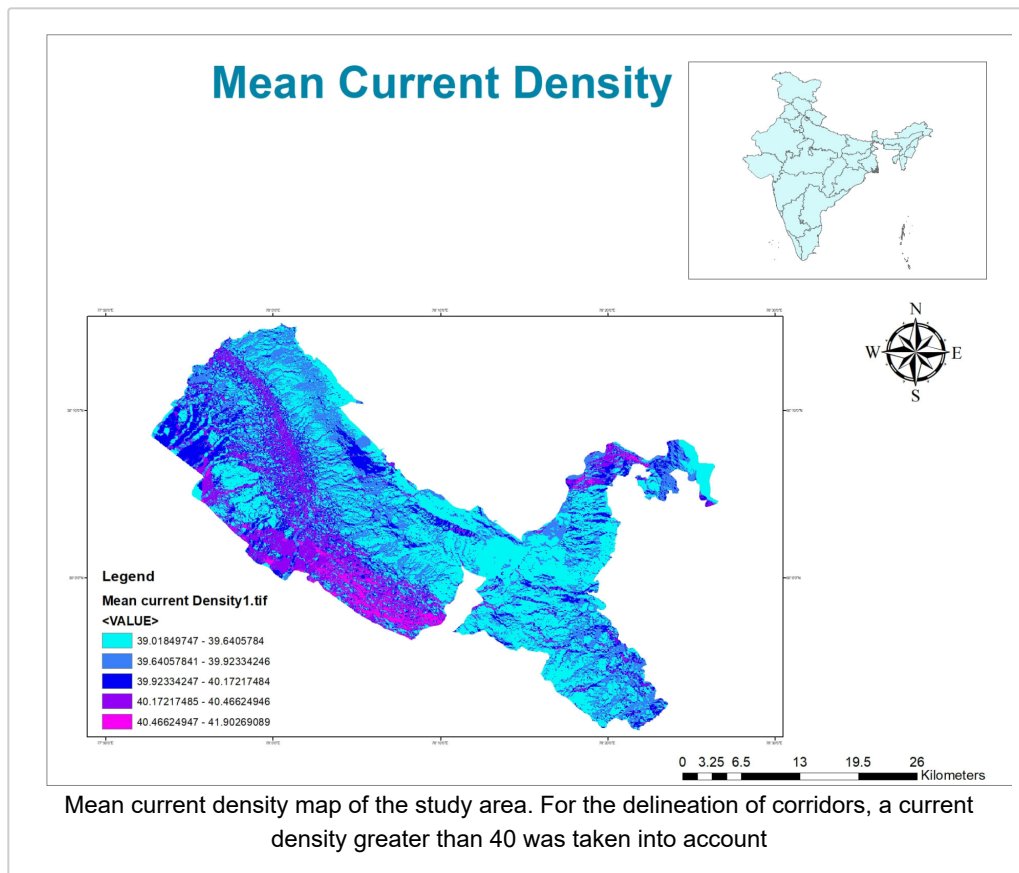 Mean Current Density
N
W
E
S
Legend
Mean current Density1.tif
<VALUE>
39.01849747 - 39.6405784
39.64057841 - 39.92334246
39.92334247 - 40.17217484
40.17217485 - 40.46624946
40.46624947 - 41.90269089
0 3.25 6.5 13 19.5 26
Kilometers
Mean current density map of the study area. For the delineation of corridors, a current
density greater than 40 was taken into account